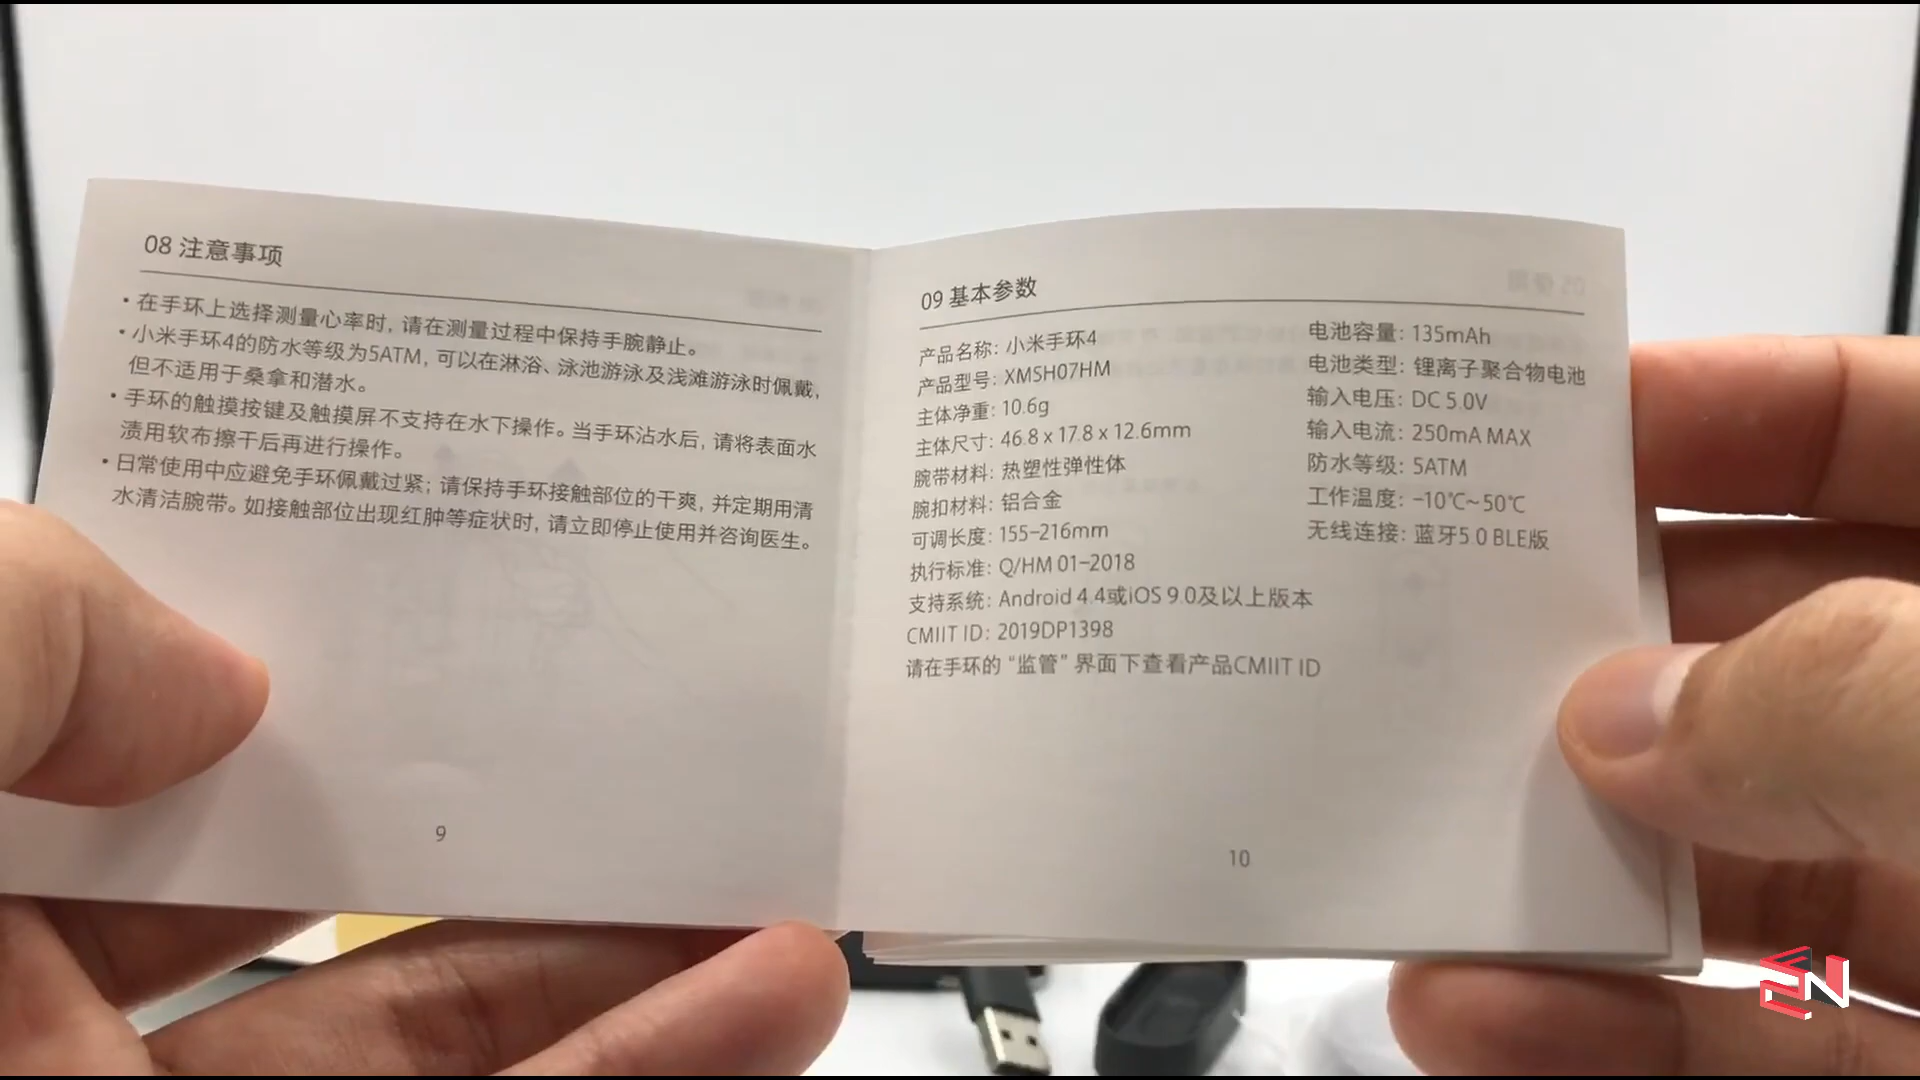 08 注意事项
• 在手环上选择测量心率时, 请在测量过程中保持手腕静止。
• 小米手环4的防水等级为5ATM, 可以在淋浴、泳池游泳及浅滩游泳时佩戴,
但不适用于桑拿和潜水。
• 手环的触摸按键及触摸屏不支持在水下操作。当手环沾水后, 请将表面水
渍用软布擦干后再进行操作。
• 日常使用中应避免手环佩戴过紧; 请保持手环接触部位的干爽, 并定期用清
水清洁腕带。如接触部位出现红肿等症状时, 请立即停止使用并咨询医生。
9
09 基本参数
产品名称: 小米手环4
产品型号: XMSH07HM
主体净重: 10.6g
主体尺寸: 46.8 x 17.8 x 12.6mm
腕带材料: 热塑性弹性体
腕扣材料: 铝合金
可调长度: 155-216mm
执行标准: Q/HM 01-2018
支持系统: Android 4.4或iOS 9.0及以上版本
CMIIT ID: 2019DP1398
请在手环的 “监管” 界面下查看产品CMIIT ID
电池容量: 135mAh
电池类型: 锂离子聚合物电池
输入电压: DC 5.0V
输入电流: 250mA MAX
防水等级: 5ATM
工作温度: -10℃~50℃
无线连接: 蓝牙5.0 BLE版
10